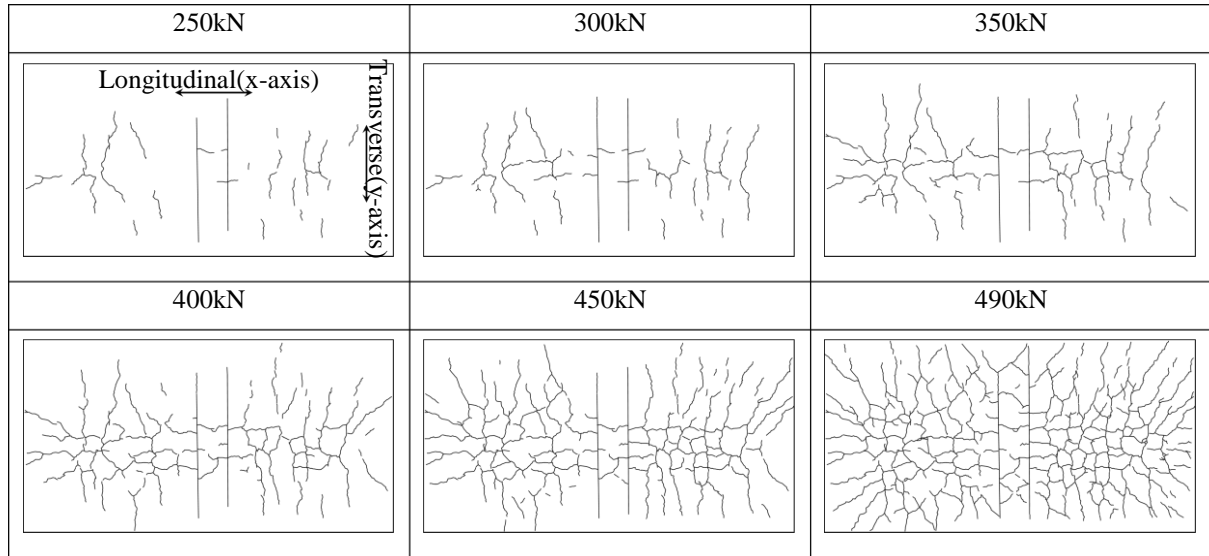 250kN
300kN
350kN
Longitudinal(x-axis)
Transverse(y-axis)
400kN
450kN
490kN